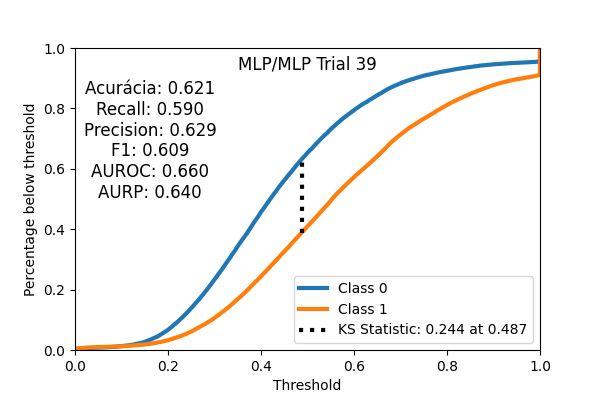 MLP/MLP Trial 39
Acurácia: 0.621
Recall: 0.590
Precision: 0.629
F1: 0.609
AUROC: 0.660
AURP: 0.640
Percentage below threshold
1.0
0.8
0.6
0.4
0.2
0.0
Class 0
Class 1
KS Statistic: 0.244 at 0.487
0.0 0.2 0.4 0.6 0.8 1.0
Threshold